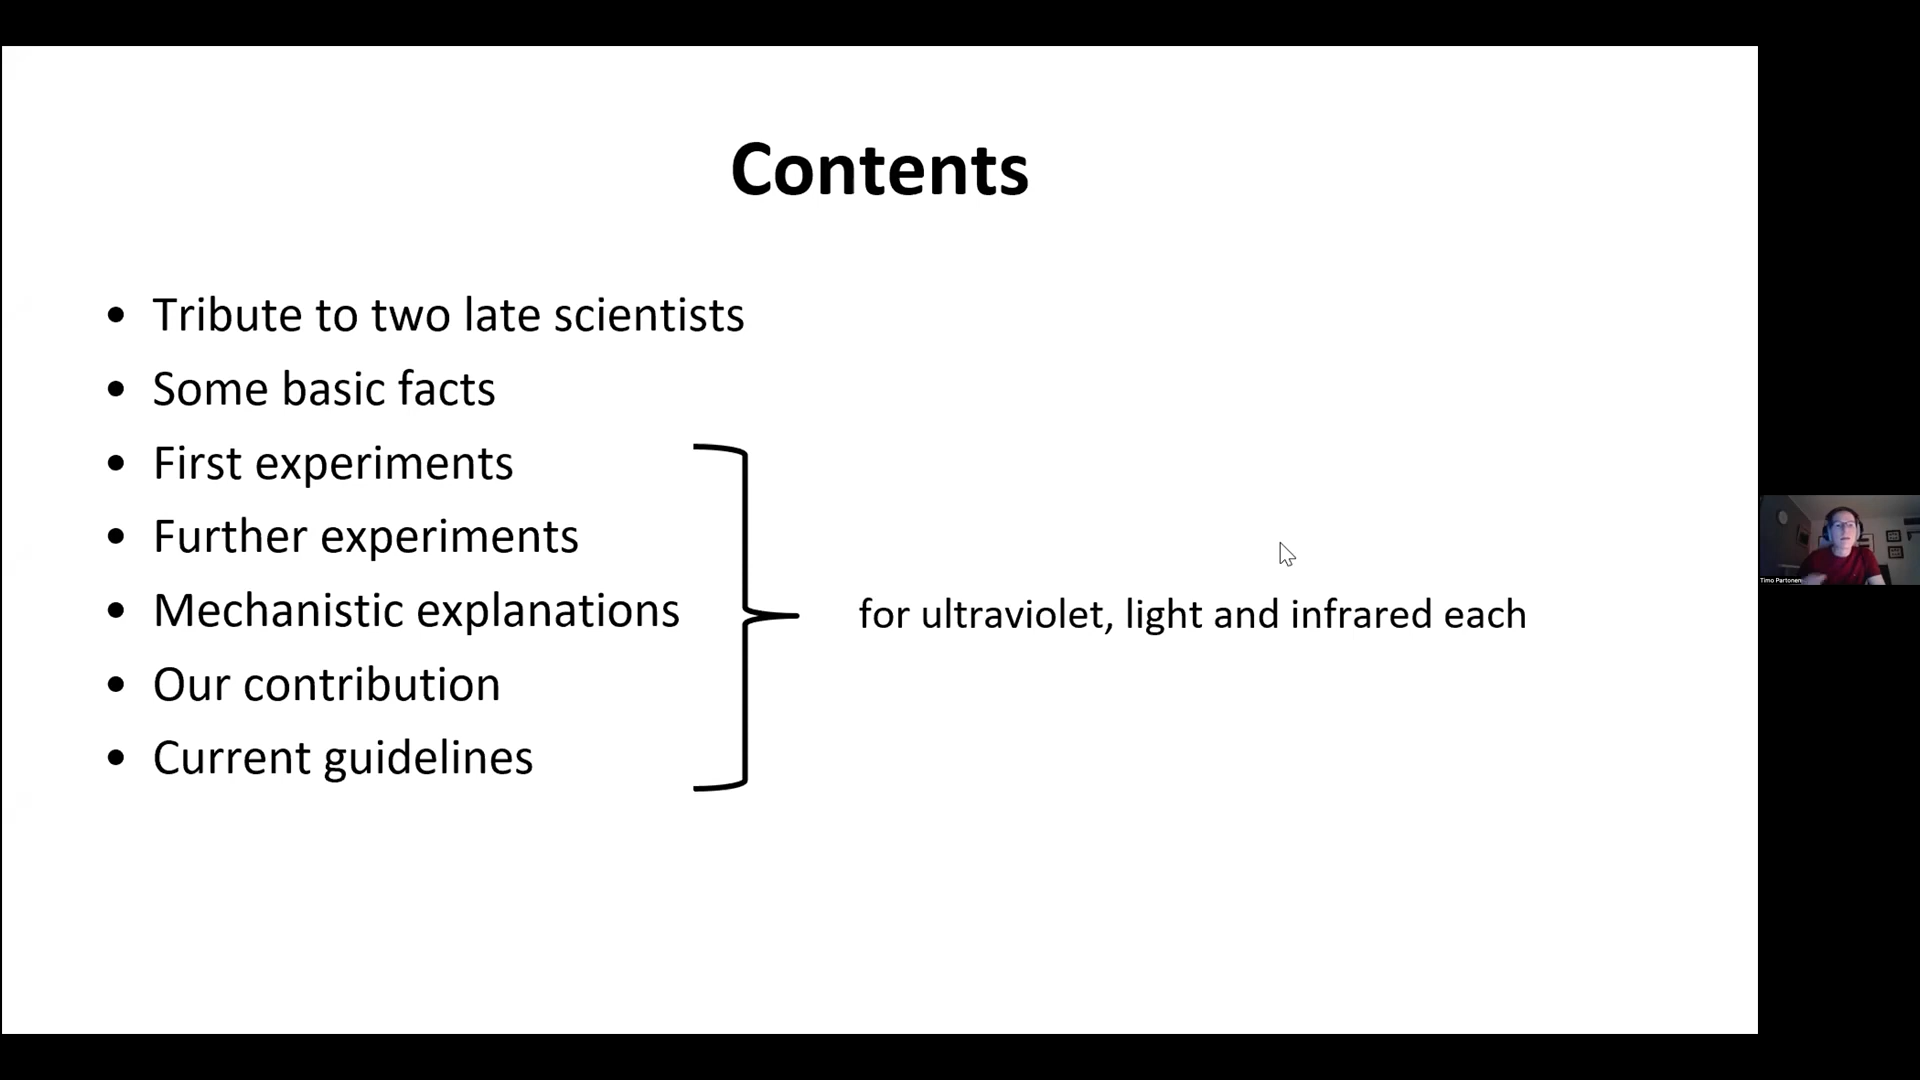 Contents
• Tribute to two late scientists
• Some basic facts
• First experiments
• Further experiments
• Mechanistic explanations
• Our contribution
• Current guidelines
for ultraviolet, light and infrared each
Timo Partonen